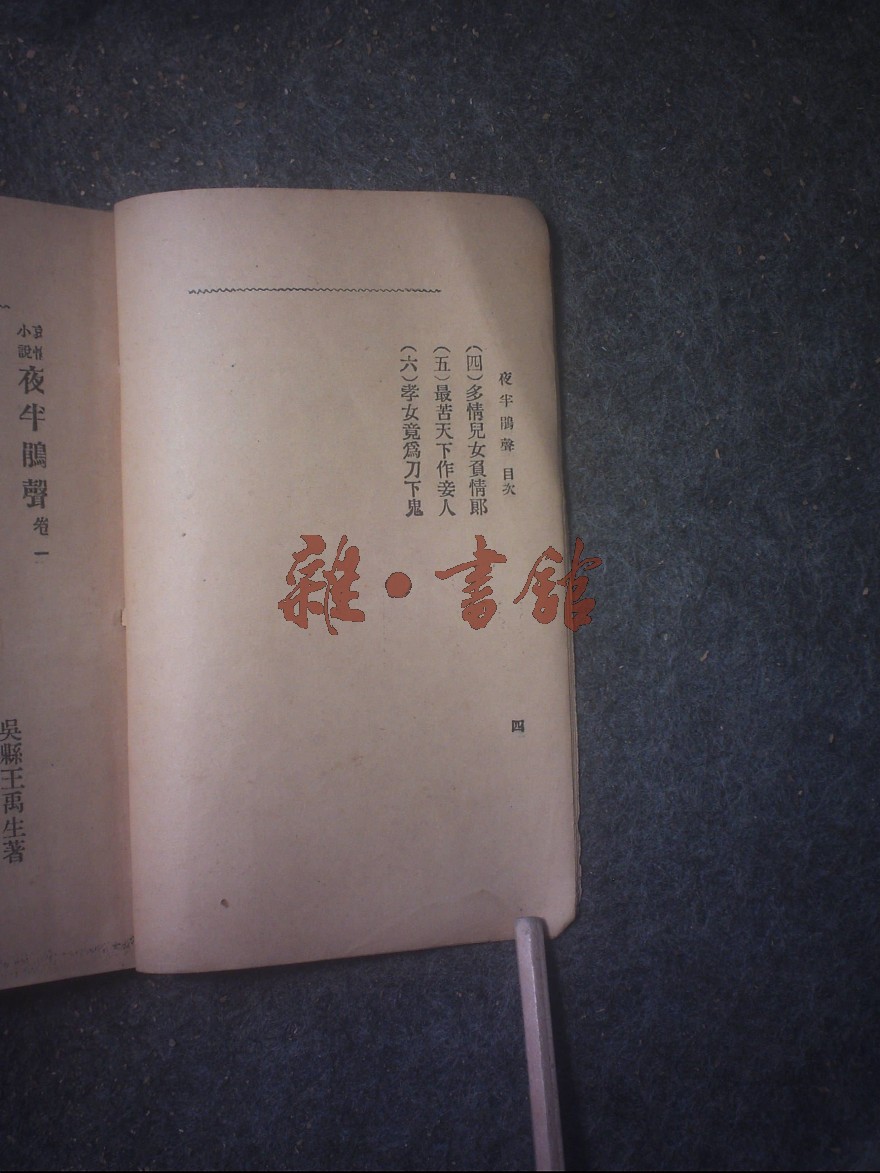 夜半鵑聲 目次
(四)多情兒女負情郎
(五)最苦天下作妾人
(六)孝女竟爲刀下鬼
四
哀情
小說
夜半鵑聲 卷一
吳縣王禹生著
雜·書館